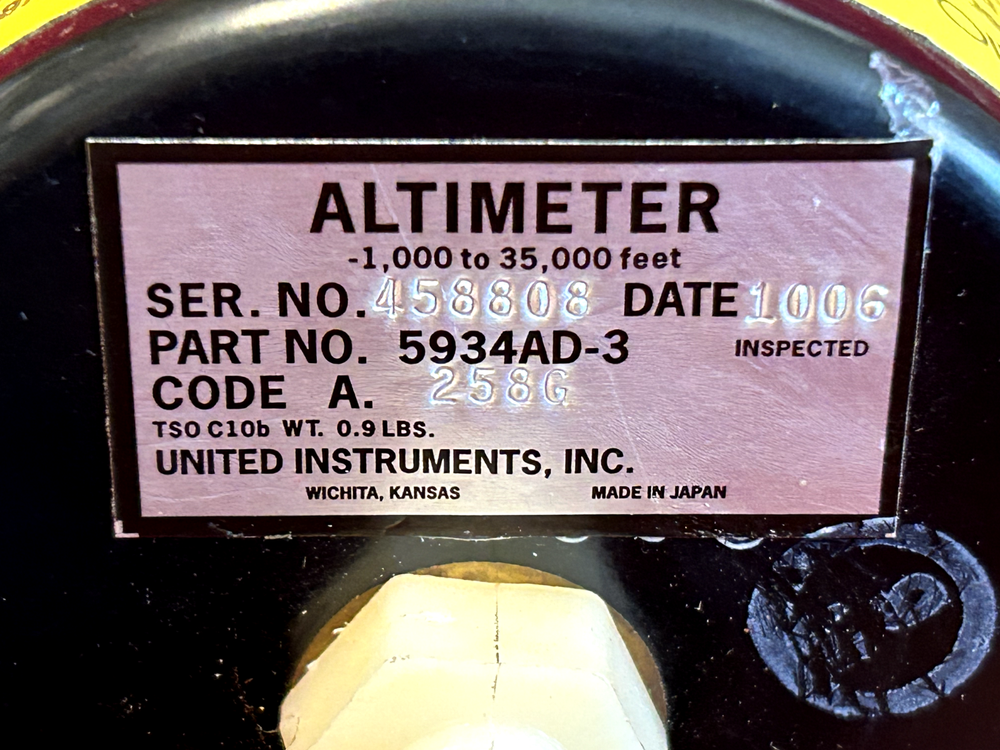 ALTIMETER
-1,000 to 35,000 feet
SER. NO. 458808 DATE 1006
PART NO. 5934AD-3 INSPECTED
CODE A. 258G
TSO C10b WT. 0.9 LBS.
UNITED INSTRUMENTS, INC.
WICHITA, KANSAS MADE IN JAPAN